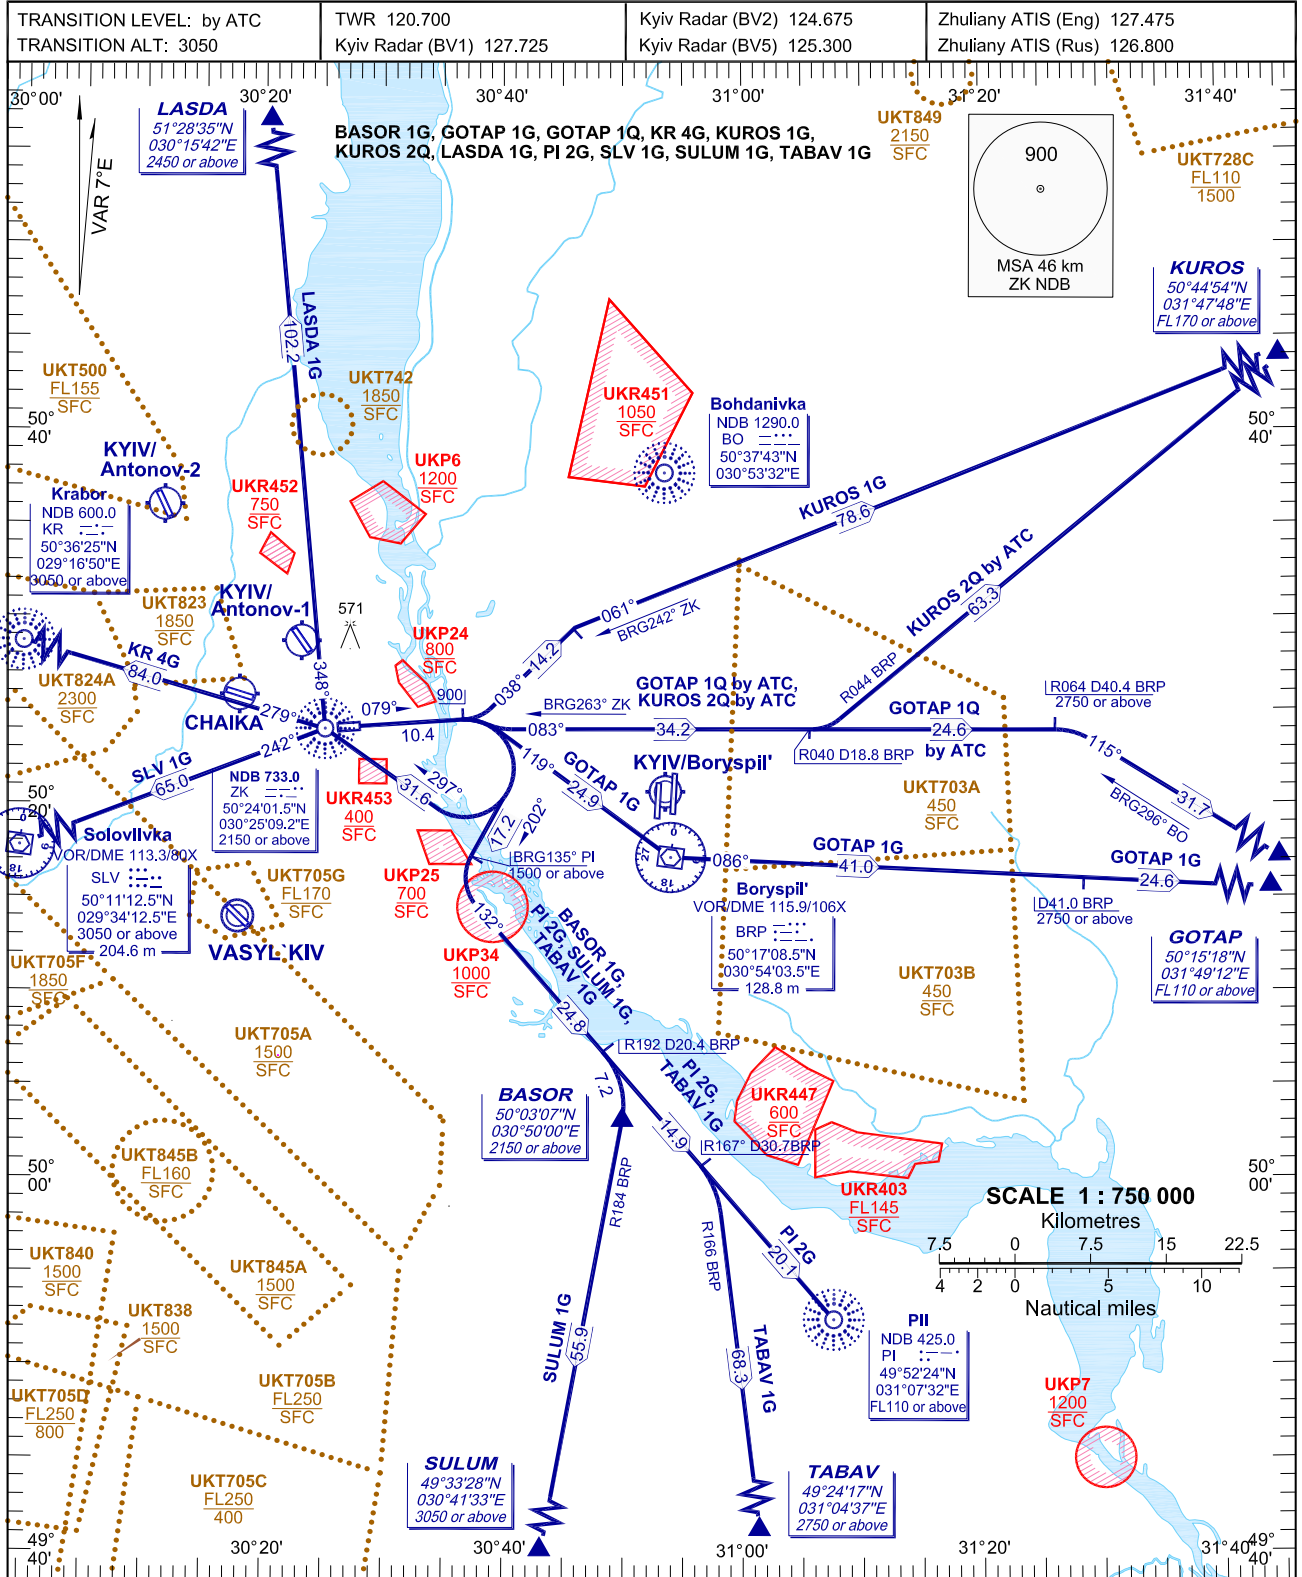 TRANSITION LEVEL: by ATC
TRANSITION ALT: 3050
TWR 120.700
Kyiv Radar (BV1) 127.725
Kyiv Radar (BV2) 124.675
Kyiv Radar (BV5) 125.300
Zhuliany ATIS (Eng) 127.475
Zhuliany ATIS (Rus) 126.800
30°00'
30°20'
30°40'
31°00'
31°20'
31°40'
VAR 7°E
LASDA
51°28'35"N
030°15'42"E
2450 or above
BASOR 1G, GOTAP 1G, GOTAP 1Q, KR 4G, KUROS 1G,
KUROS 2Q, LASDA 1G, PI 2G, SLV 1G, SULUM 1G, TABAV 1G
UKT849
2150
SFC
900
MSA 46 km
ZK NDB
UKT728C
FL110
1500
KUROS
50°44'54"N
031°47'48"E
FL170 or above
LASDA 1G
102.2
UKT500
FL155
SFC
UKT742
1850
SFC
UKR451
1050
SFC
Bohdanivka
NDB 1290.0
BO
50°37'43"N
030°53'32"E
50°
40'
50°
40'
KYIV/
Antonov-2
UKP6
1200
SFC
UKR452
750
SFC
Krabor
NDB 600.0
KR
50°36'25"N
029°16'50"E
3050 or above
KUROS 1G
78.6
KUROS 2Q by ATC
63.3
UKT823
1850
SFC
KYIV/
Antonov-1
571
061°
BRG242° ZK
UKP24
800
SFC
KR 4G
84.0
UKT824A
2300
SFC
348°
14.2
038°
R044 BRP
CHAIKA
279°
079°
900
10.4
BRG263° ZK
083°
GOTAP 1Q by ATC,
KUROS 2Q by ATC
34.2
GOTAP 1Q
24.6
by ATC
R064 D40.4 BRP
2750 or above
R040 D18.8 BRP
115°
SLV 1G
65.0
242°
NDB 733.0
ZK
50°24'01.5"N
030°25'09.2"E
2150 or above
31.6
297°
119°
GOTAP 1G
24.9
KYIV/Boryspil'
UKT703A
450
SFC
31.7
BRG296° BO
50°
20'
UKR453
400
SFC
17.2
202°
Solovllvka
VOR/DME 113.3/80X
SLV
50°11'12.5"N
029°34'12.5"E
3050 or above
204.6 m
0
9
18
UKT705G
FL170
SFC
UKP25
700
SFC
BRG135° PI
1500 or above
0
27
18
086°
GOTAP 1G
41.0
GOTAP 1G
24.6
D41.0 BRP
2750 or above
Boryspil'
VOR/DME 115.9/106X
BRP
50°17'08.5"N
030°54'03.5"E
128.8 m
VASYL`KIV
132°
UKP34
1000
SFC
BASOR 1G,
PI 2G, SULUM 1G,
TABAV 1G
24.8
GOTAP
50°15'18"N
031°49'12"E
FL110 or above
UKT703B
450
SFC
UKT705F
1850
SFC
UKT705A
1500
SFC
R192 D20.4 BRP
PI 2G,
TABAV 1G
7.2
14.9
BASOR
50°03'07"N
030°50'00"E
2150 or above
UKR447
600
SFC
R167° D30.7BRP
UKT845B
FL160
SFC
50°
00'
50°
00'
UKR403
FL145
SFC
R184 BRP
R166 BRP
SCALE 1 : 750 000
Kilometres
7.5 0 7.5 15 22.5
4 2 0 5 10
Nautical miles
UKT840
1500
SFC
UKT845A
1500
SFC
PI 2G
20.1
UKT838
1500
SFC
SULUM 1G
55.9
TABAV 1G
68.3
PII
NDB 425.0
PI
49°52'24"N
031°07'32"E
FL110 or above
UKT705D
FL250
800
UKT705B
FL250
SFC
UKP7
1200
SFC
UKT705C
FL250
400
SULUM
49°33'28"N
030°41'33"E
3050 or above
TABAV
49°24'17"N
031°04'37"E
2750 or above
49°
40'
30°20'
30°40'
31°00'
31°20'
31°40'
49°
40'